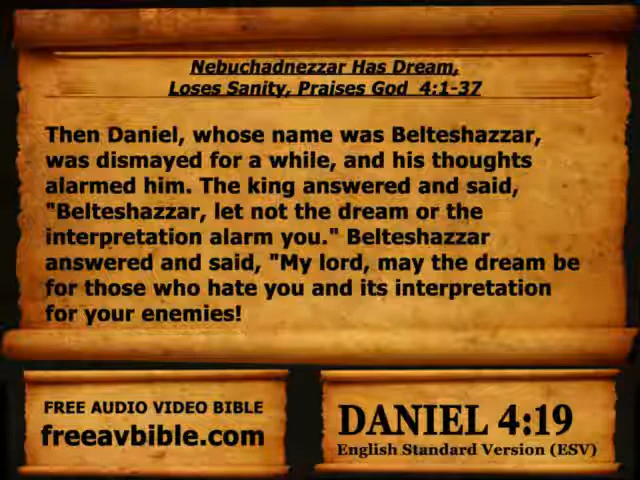 Nebuchadnezzar Has Dream,
Loses Sanity, Praises God  4:1-37
Then Daniel, whose name was Belteshazzar,
was dismayed for a while, and his thoughts
alarmed him. The king answered and said,
"Belteshazzar, let not the dream or the
interpretation alarm you." Belteshazzar
answered and said, "My lord, may the dream be
for those who hate you and its interpretation
for your enemies!
FREE AUDIO VIDEO BIBLE
freeavbible.com
DANIEL 4:19
English Standard Version (ESV)